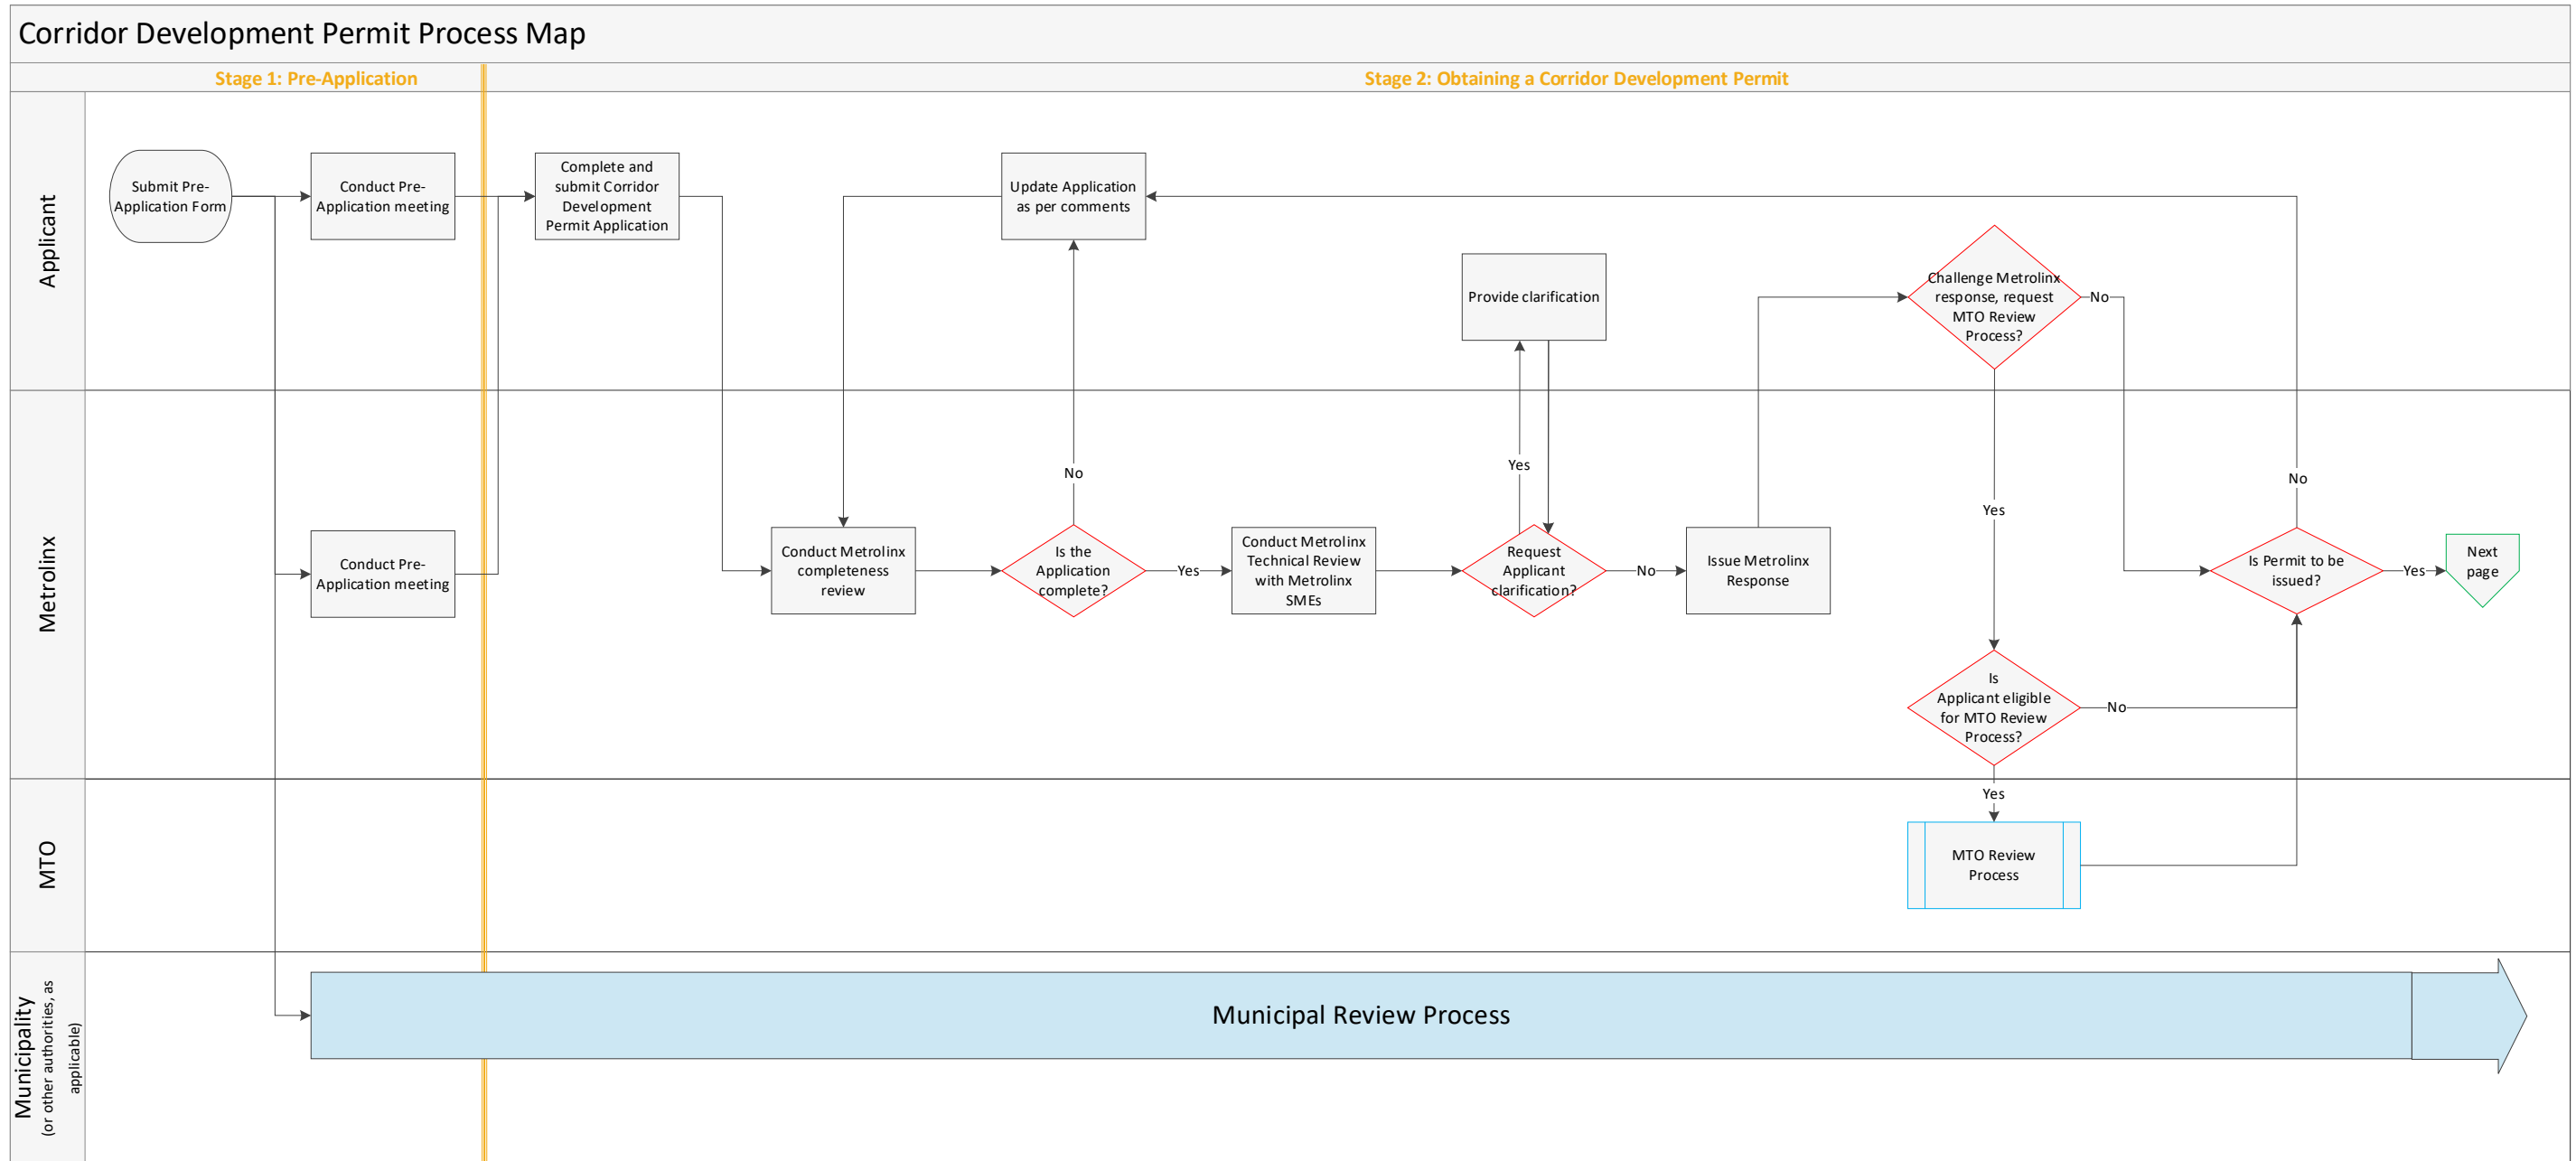 Corridor Development Permit Process Map
Stage 1: Pre-Application
Stage 2: Obtaining a Corridor Development Permit
Applicant
Submit Pre-
Application Form
Conduct Pre-
Application meeting
Complete and
submit Corridor
Development
Permit Application
Update Application
as per comments
Provide clarification
Challenge Metrolinx
response, request
MTO Review
Process?
No
Metrolinx
Conduct Pre-
Application meeting
Conduct Metrolinx
completeness
review
Is the
Application
complete?
No
Yes
Conduct Metrolinx
Technical Review
with Metrolinx
SMEs
Request
Applicant
clarification?
Yes
No
Issue Metrolinx
Response
Yes
Is
Applicant eligible
for MTO Review
Process?
No
Is Permit to be
issued?
No
Yes
Next
page
MTO
Yes
MTO Review
Process
Municipality
(or other authorities, as
applicable)
Municipal Review Process